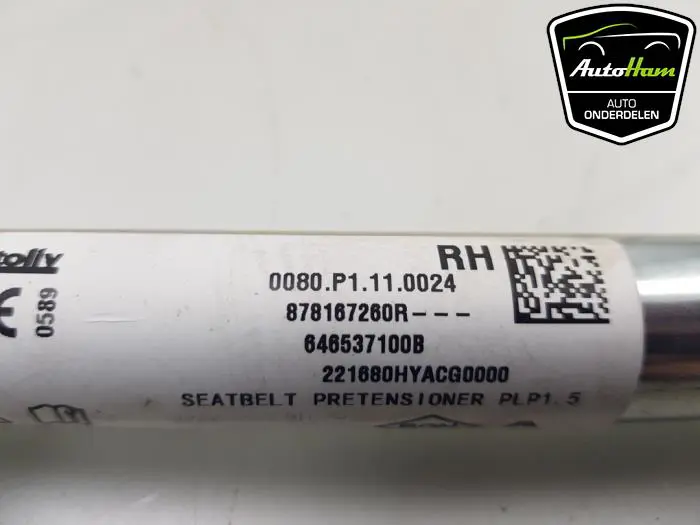 AutoHam
AUTO
ONDERDELEN
RH
0080.P1.11.0024
0589
878167260R---
646537100B
221680HYACG0000
SEATBELT PRETENSIONER PLP1.5